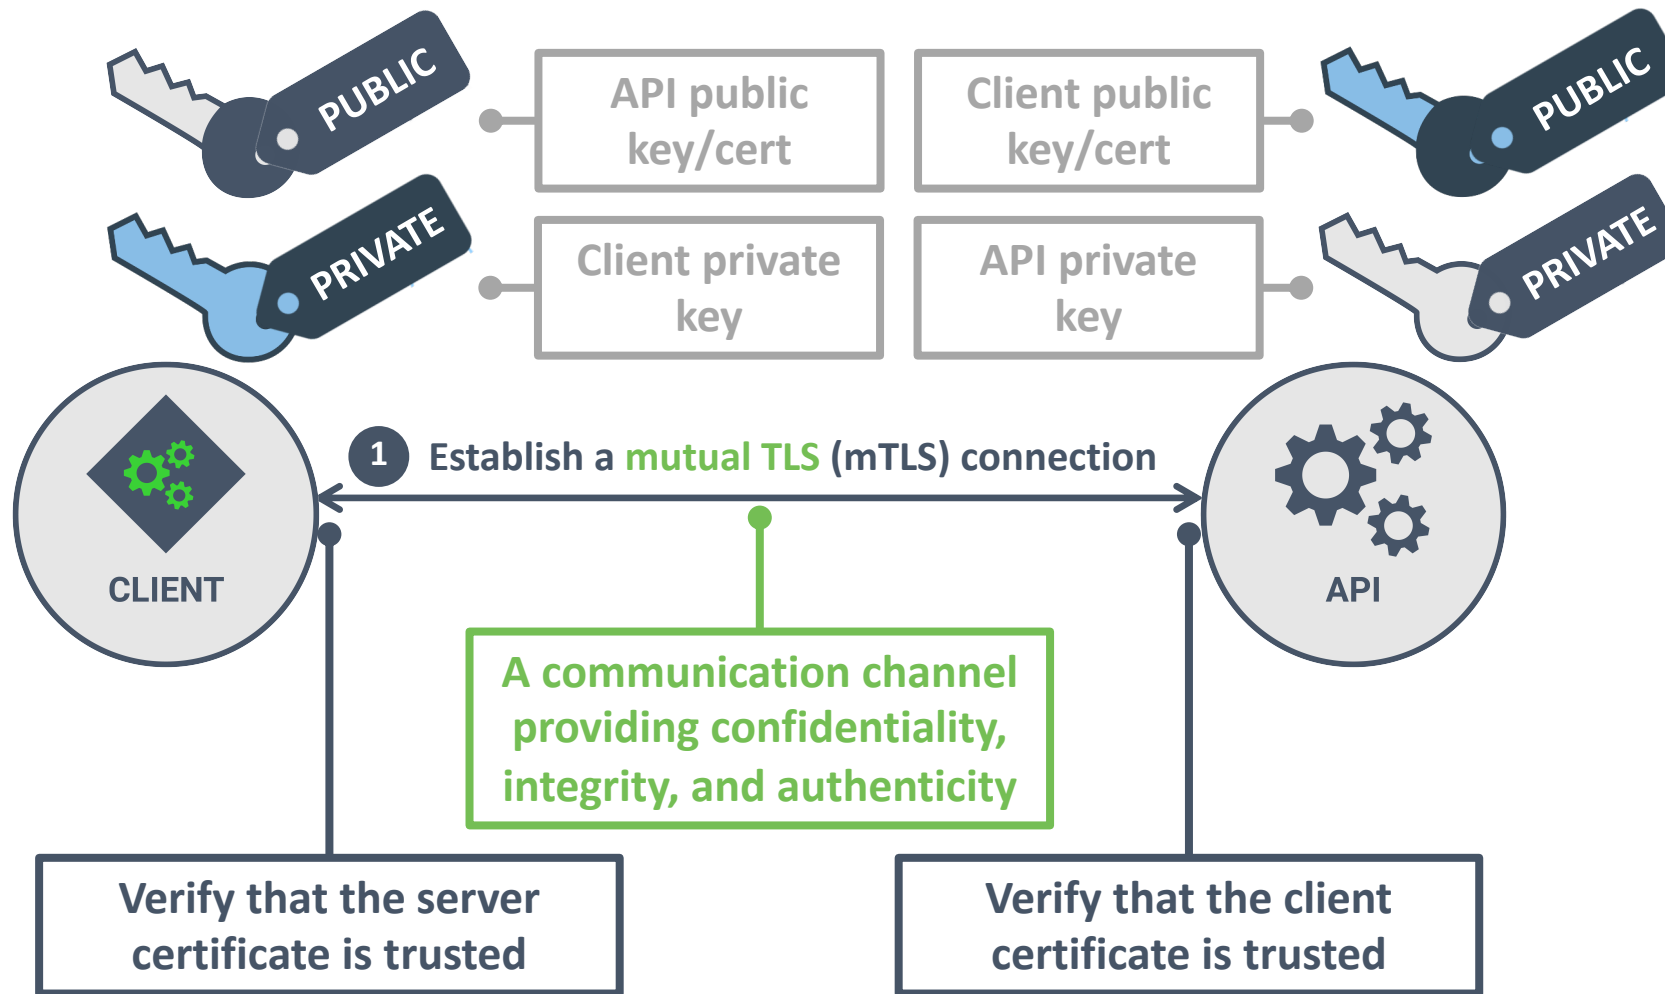 PUBLIC
API public
key/cert
Client public
key/cert
PUBLIC
PRIVATE
Client private
key
API private
key
PRIVATE
1 Establish a mutual TLS (mTLS) connection
CLIENT
API
A communication channel
providing confidentiality,
integrity, and authenticity
Verify that the server
certificate is trusted
Verify that the client
certificate is trusted